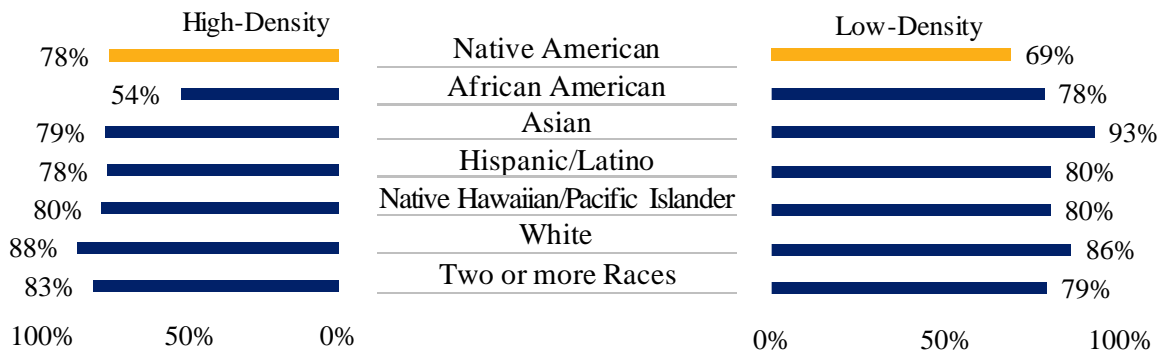 High-Density
Low-Density
78% Native American 69%
54% African American 78%
79% Asian 93%
78% Hispanic/Latino 80%
80% Native Hawaiian/Pacific Islander 80%
88% White 86%
83% Two or more Races 79%
100% 50% 0% 0% 50% 100%